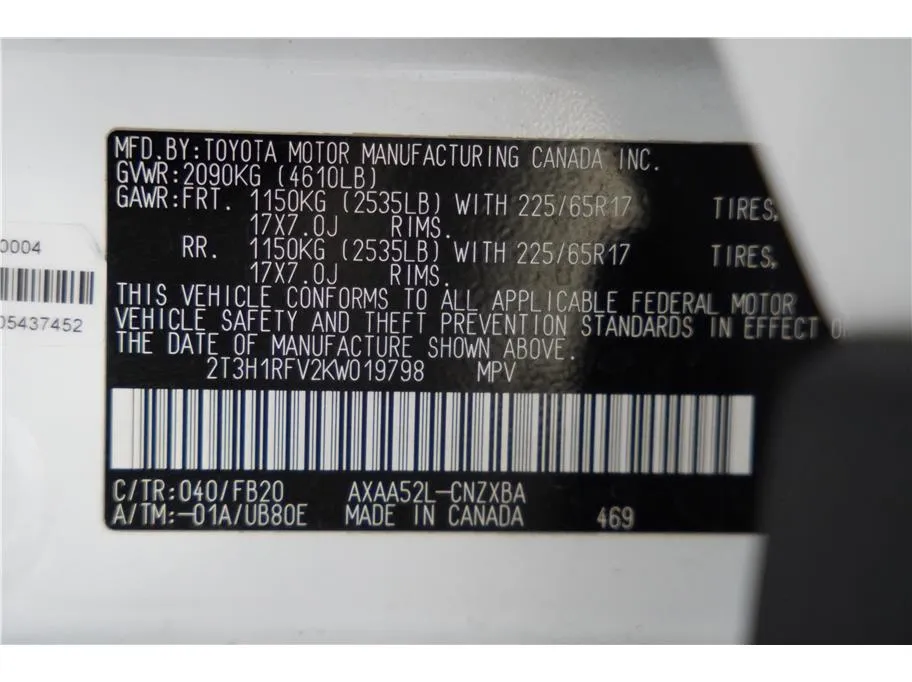 MFD.BY:TOYOTA MOTOR MANUFACTURING CANADA INC.
GVWR:2090KG (4610LB)
GAWR:FRT. 1150KG (2535LB) WITH 225/65R17 TIRES,
17X7.0J RIMS.
RR. 1150KG (2535LB) WITH 225/65R17 TIRES,
17X7.0J RIMS.
THIS VEHICLE CONFORMS TO ALL APPLICABLE FEDERAL MOTOR
VEHICLE SAFETY AND THEFT PREVENTION STANDARDS IN EFFECT
THE DATE OF MANUFACTURE SHOWN ABOVE.
2T3H1RFV2KW019798 MPV
C/TR:040/FB20 AXAA52L-CNZXBA
A/TM:-01A/UB80E MADE IN CANADA 469
0004
05437452